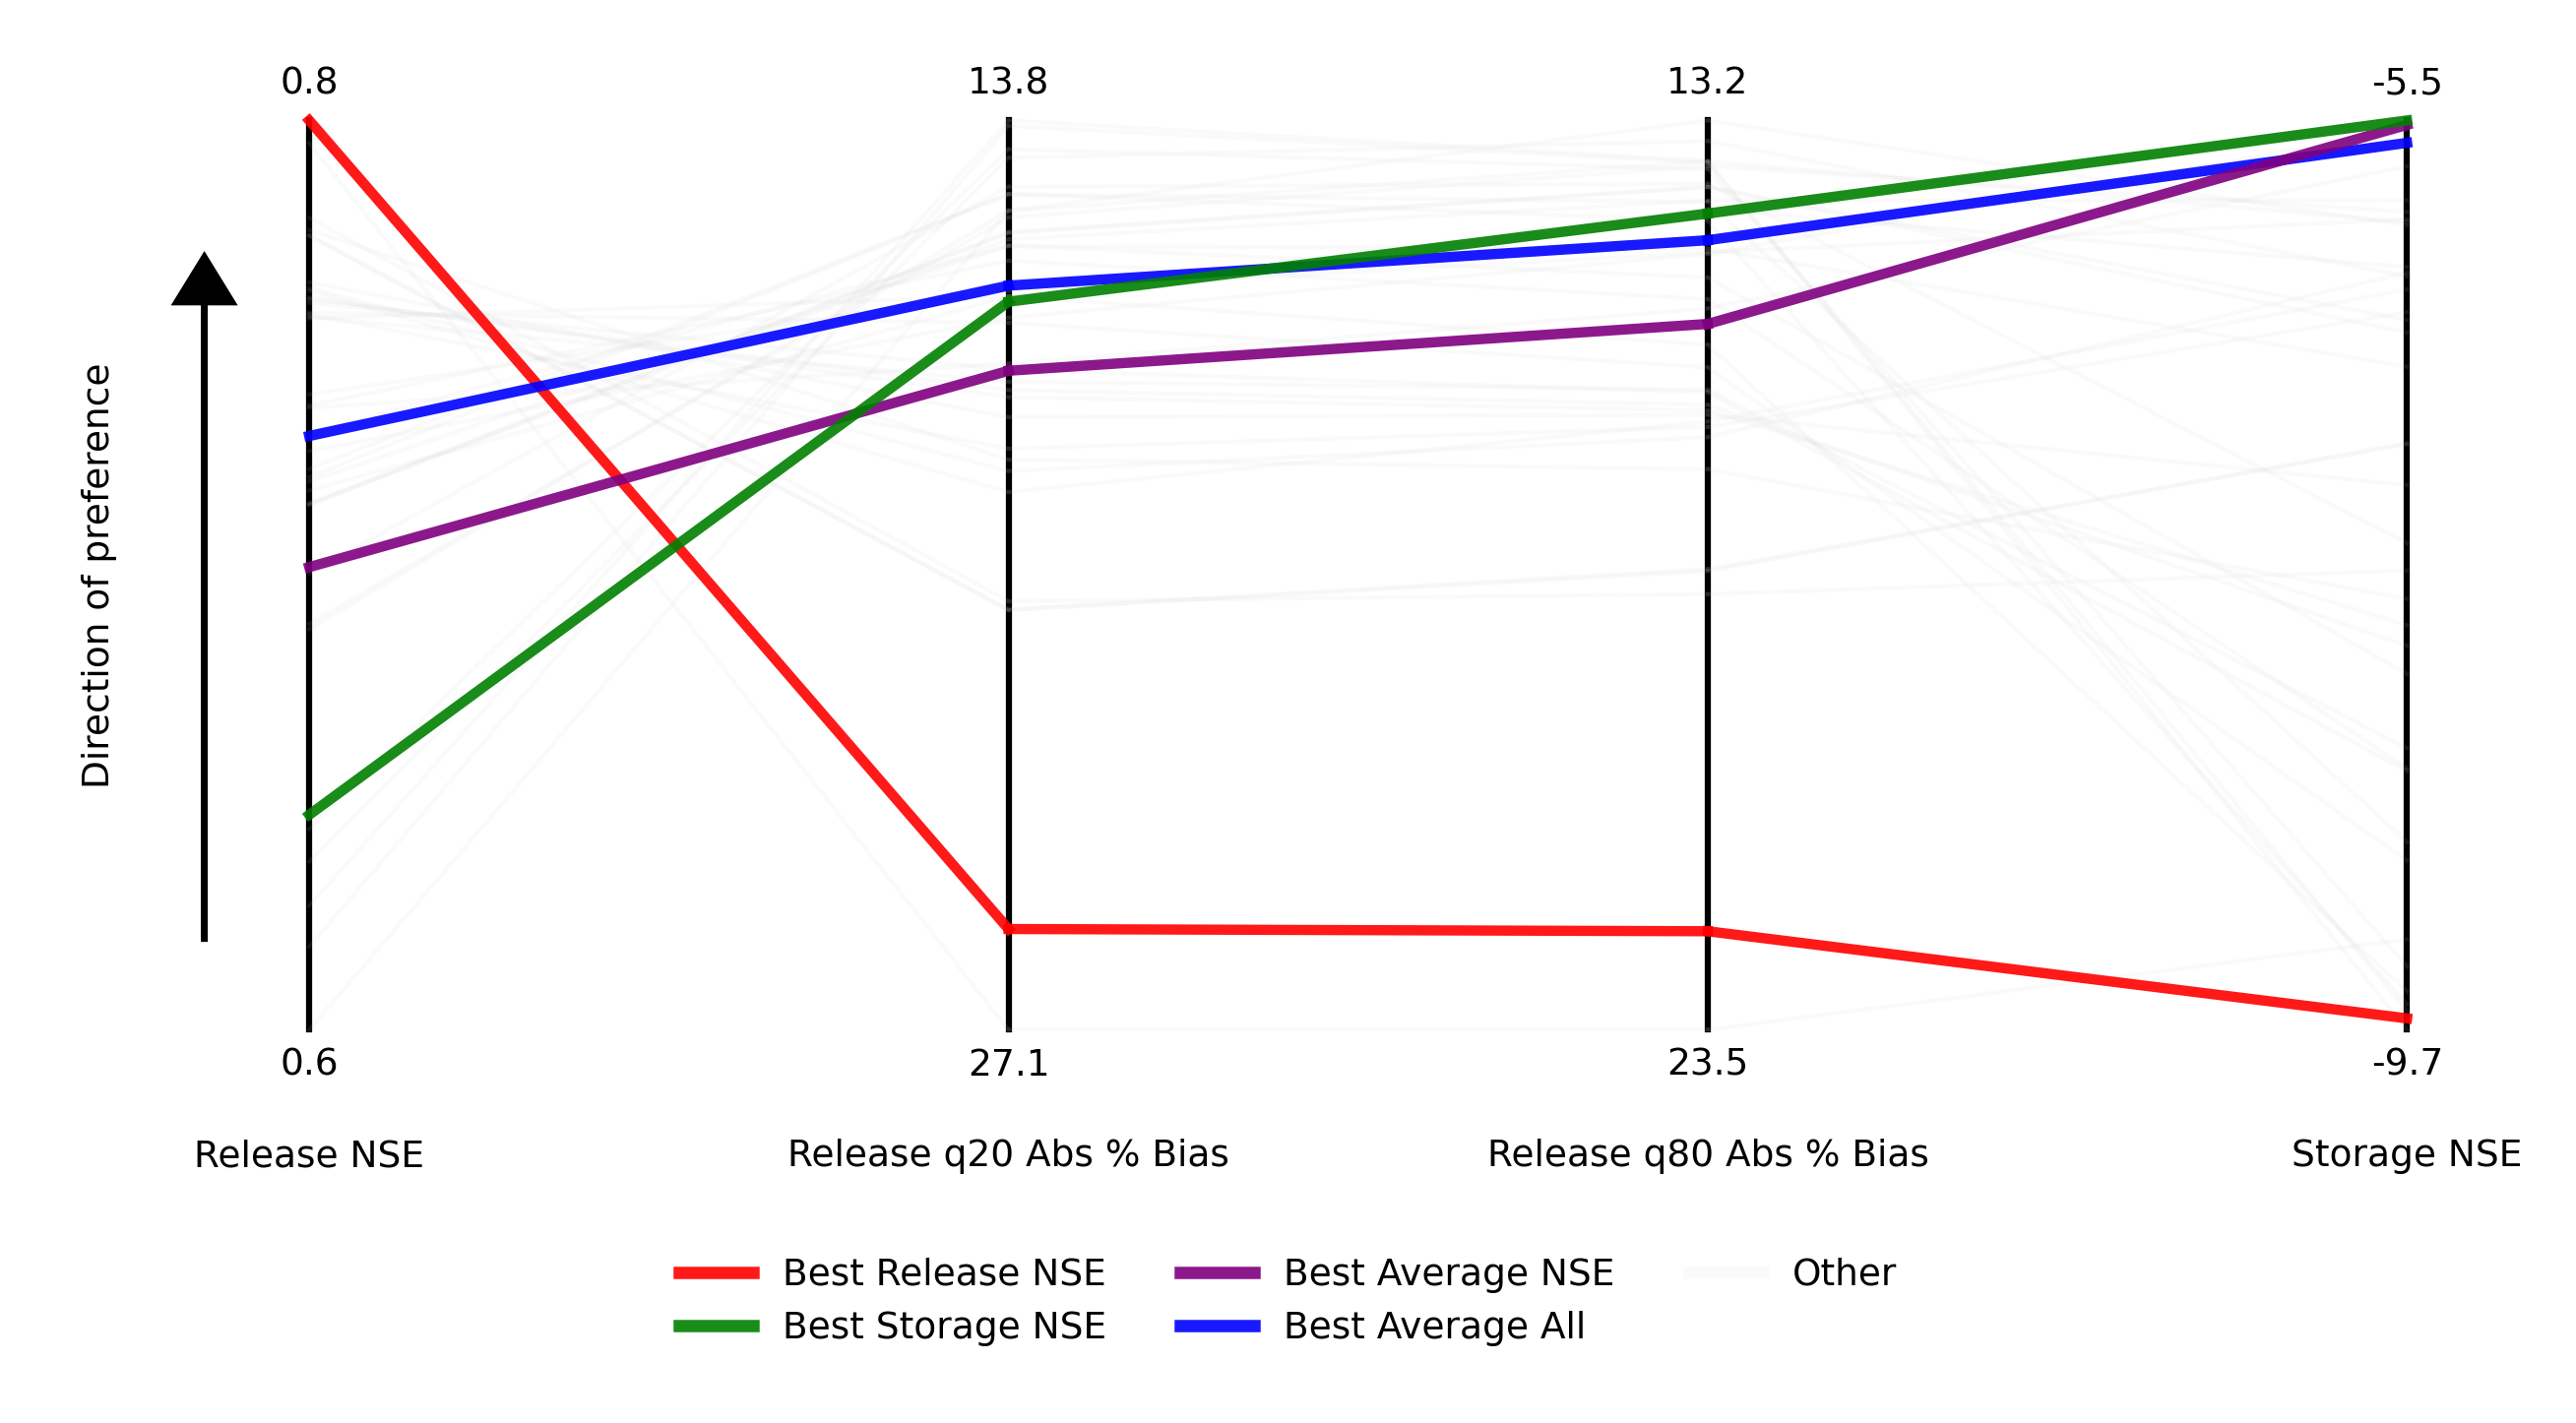 0.8
13.8
13.2
-5.5
Direction of preference
0.6
27.1
23.5
-9.7
Release NSE
Release q20 Abs % Bias
Release q80 Abs % Bias
Storage NSE
Best Release NSE
Best Average NSE
Other
Best Storage NSE
Best Average All